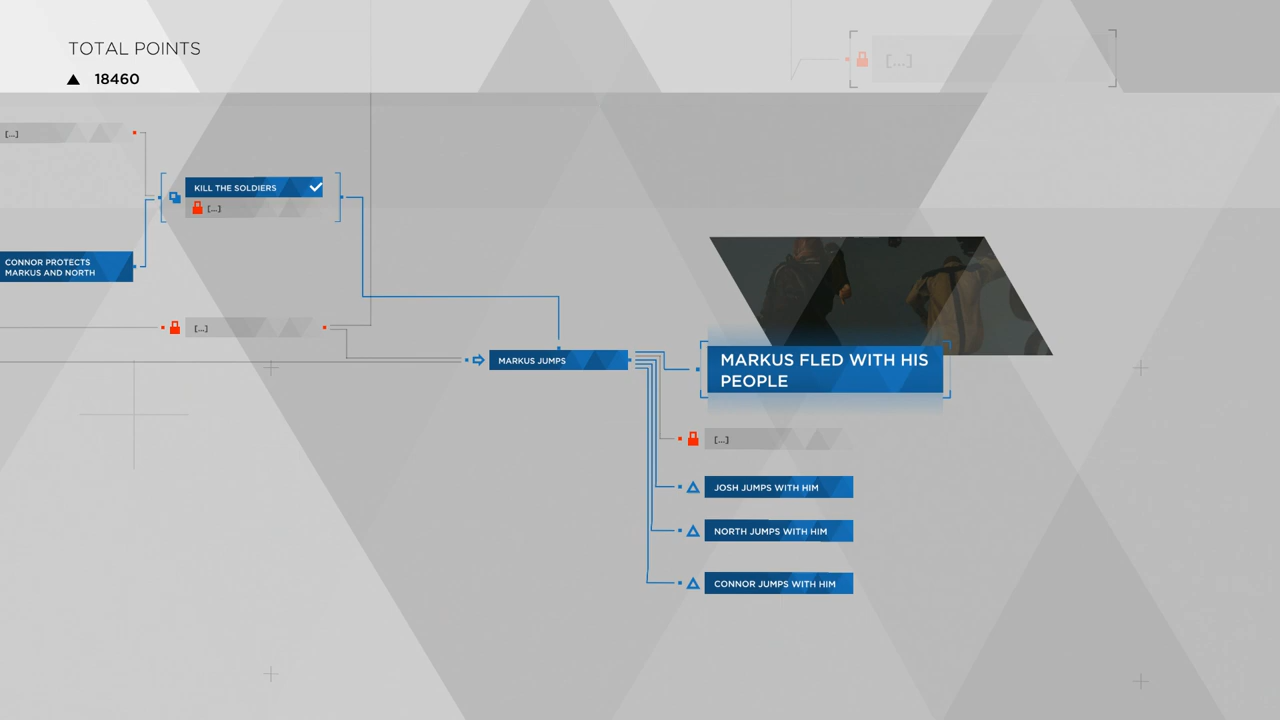 TOTAL POINTS
18460
[...]
[...]
KILL THE SOLDIERS
[...]
CONNOR PROTECTS
MARKUS AND NORTH
[...]
MARKUS JUMPS
MARKUS FLED WITH HIS
PEOPLE
[...]
JOSH JUMPS WITH HIM
NORTH JUMPS WITH HIM
CONNOR JUMPS WITH HIM